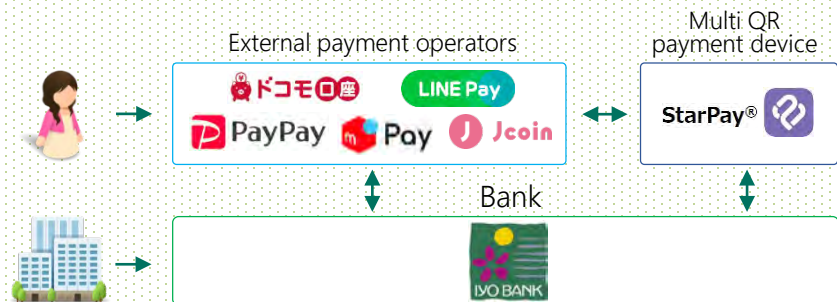 External payment operators
Multi QR
payment device
ドコモ口座
LINE Pay
PayPay
m Pay
J Jcoin
StarPay®
Bank
IYO BANK